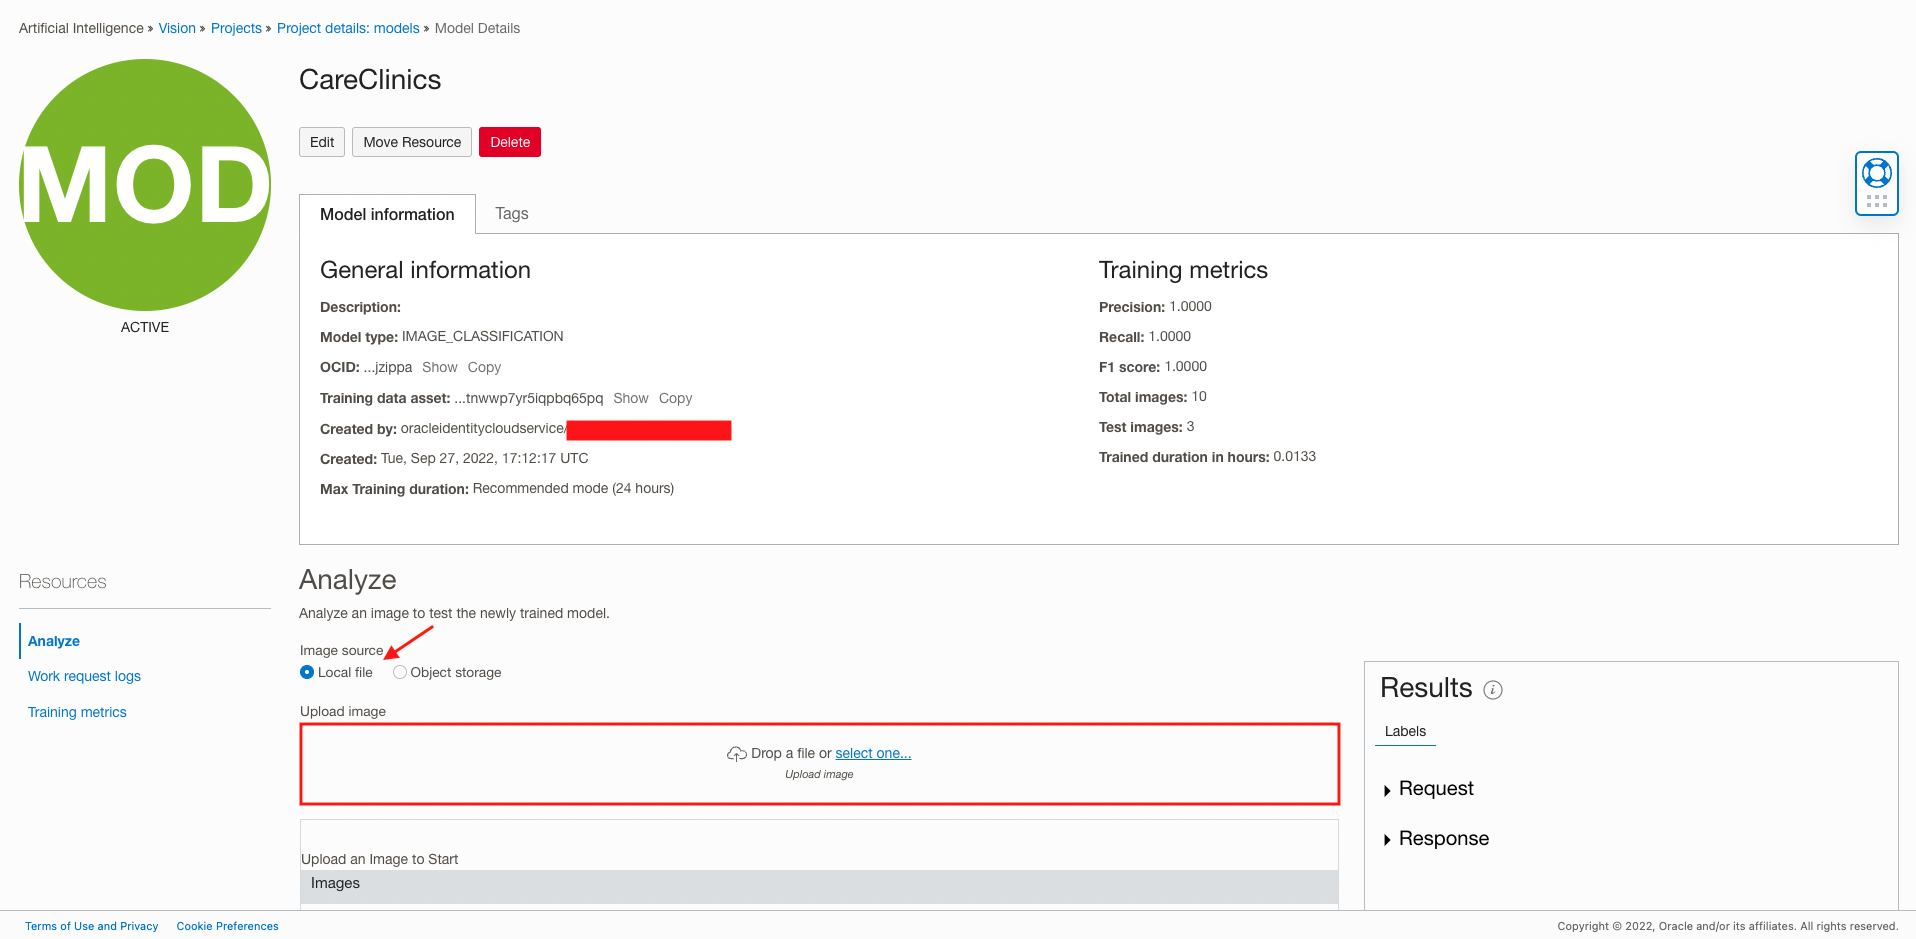 Artificial Intelligence » Vision » Projects » Project details: models » Model Details
MOD
ACTIVE
CareClinics
Edit Move Resource Delete
Model information Tags
General information
Description:
Model type: IMAGE_CLASSIFICATION
OCID: ...jzippa Show Copy
Training data asset: ...tnwwp7yr5iqpbq65pq Show Copy
Created by: oracleidentitycloudservice/
Created: Tue, Sep 27, 2022, 17:12:17 UTC
Max Training duration: Recommended mode (24 hours)
Training metrics
Precision: 1.0000
Recall: 1.0000
F1 score: 1.0000
Total images: 10
Test images: 3
Trained duration in hours: 0.0133
Resources
Analyze
Work request logs
Training metrics
Analyze
Analyze an image to test the newly trained model.
Image source
Local file Object storage
Upload image
Drop a file or select one...
Upload image
Upload an Image to Start
Images
Results
Labels
Request
Response
Terms of Use and Privacy Cookie Preferences
Copyright © 2022, Oracle and/or its affiliates. All rights reserved.